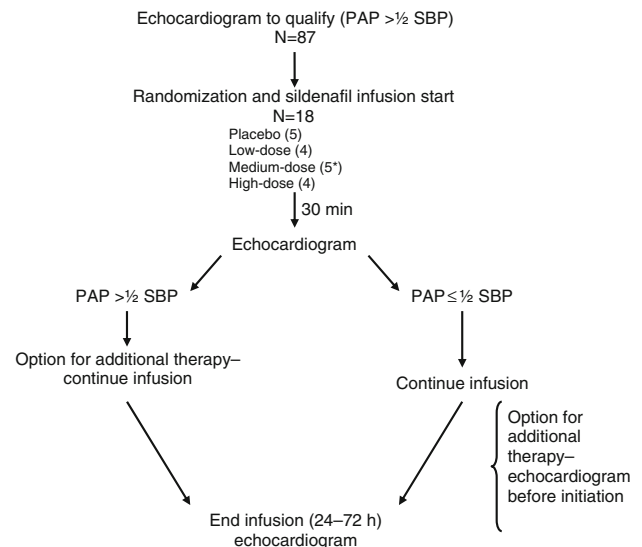 Echocardiogram to qualify (PAP >½ SBP)
N=87
Randomization and sildenafil infusion start
N=18
Placebo (5)
Low-dose (4)
Medium-dose (5*)
High-dose (4)
30 min
Echocardiogram
PAP >½ SBP
PAP≤½ SBP
Option for additional therapy–
continue infusion
Continue infusion
Option for
additional
therapy–
echocardiogram
before initiation
End infusion (24–72 h)
echocardiogram